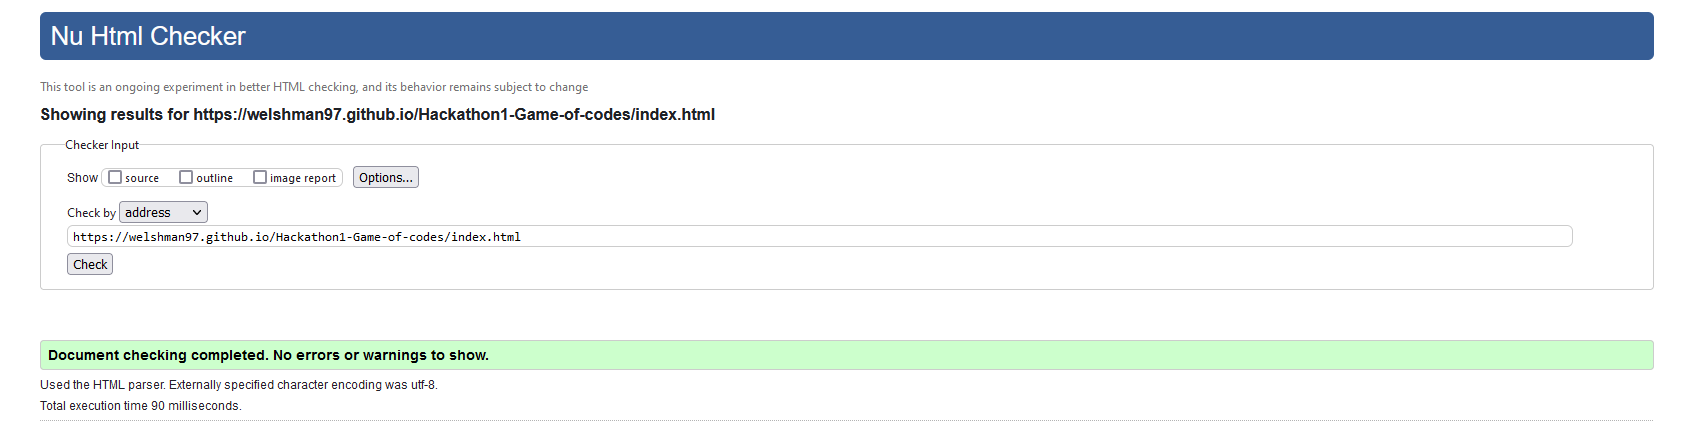 Nu Html Checker
This tool is an ongoing experiment in better HTML checking, and its behavior remains subject to change
Showing results for https://welshman97.github.io/Hackathon1-Game-of-codes/index.html
Checker Input
Show source outline image report Options...
Check by address
https://welshman97.github.io/Hackathon1-Game-of-codes/index.html
Check
Document checking completed. No errors or warnings to show.
Used the HTML parser. Externally specified character encoding was utf-8.
Total execution time 90 milliseconds.